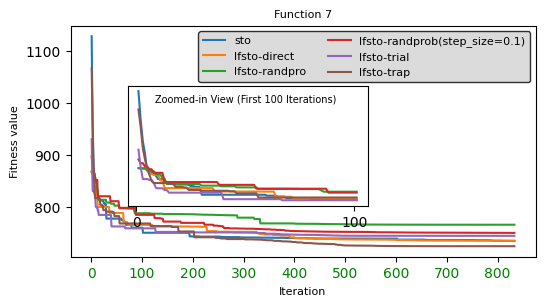 Function 7
Fitness value
1100
1000
900
800
sto
lfsto-direct
lfsto-randpro
lfsto-randprob(step_size=0.1)
lfsto-trial
lfsto-trap
Zoomed-in View (First 100 Iterations)
0
100
0
100
200
300
400
500
600
700
800
Iteration